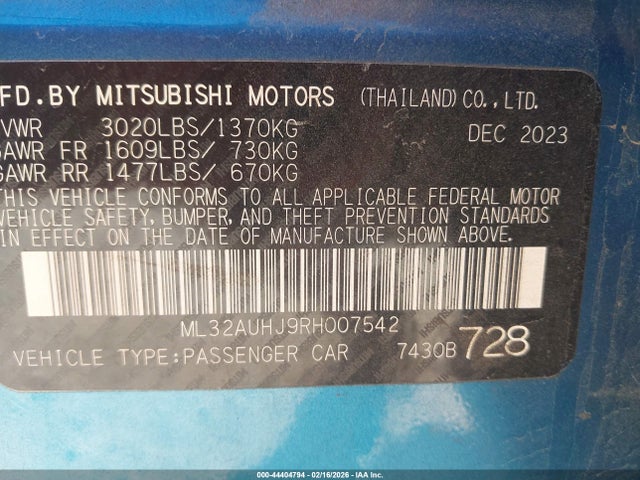 FD.BY MITSUBISHI MOTORS (THAILAND)CO.,LTD.
VWR 3020LBS/1370KG DEC 2023
GAWR FR 1609LBS/ 730KG
GAWR RR 1477LBS/ 670KG
THIS VEHICLE CONFORMS TO ALL APPLICABLE FEDERAL MOTOR
VEHICLE SAFETY, BUMPER, AND THEFT PREVENTION STANDARDS
IN EFFECT ON THE DATE OF MANUFACTURE SHOWN ABOVE.
ML32AUHJ9RH007542
VEHICLE TYPE:PASSENGER CAR 7430B 728
000-44404794 | 02/16/2026 - IAA Inc.